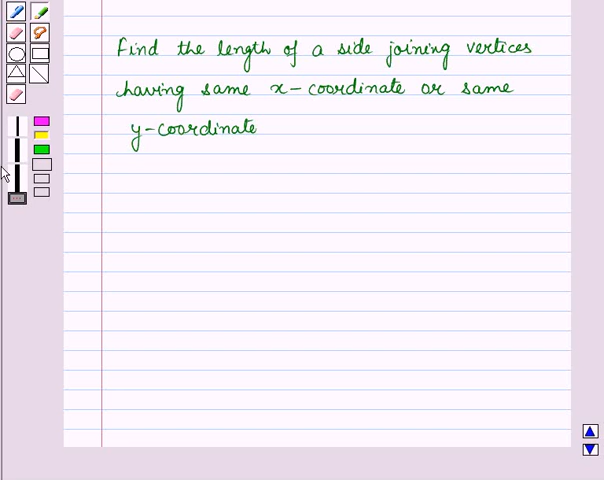 Find the length of a side joining vertices
having same x-coordinate or same
y-coordinate